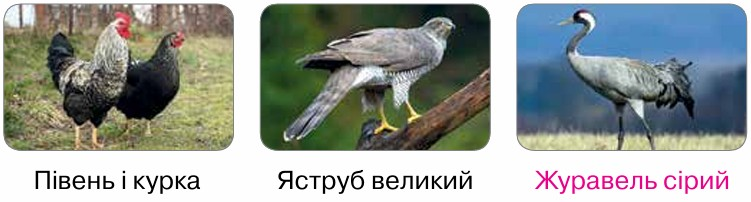 Півень і курка
Яструб великий
Журавель сірий